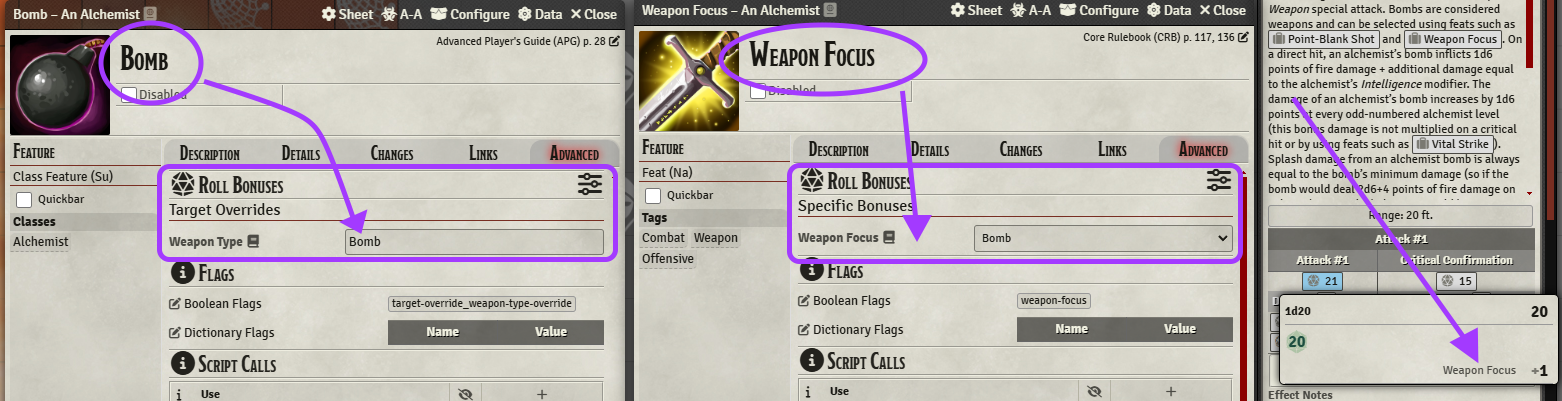 Bomb – An Alchemist
Sheet A-A Configure Data Close
Bomb
Advanced Player's Guide (APG) p. 28
Disabled
Feature
Class Feature (Su)
Quickbar
Classes
Alchemist
Description Details Changes Links Advanced
Roll Bonuses
Target Overrides
Weapon Type Bomb
Flags
Boolean Flags target-override_weapon-type-override
Dictionary Flags Name Value
Script Calls
Use +
Weapon Focus – An Alchemist
Sheet A-A Configure Data Close
Weapon Focus
Core Rulebook (CRB) p. 117, 136
Disabled
Feature
Feat (Na)
Quickbar
Tags
Combat Weapon
Offensive
Description Details Changes Links Advanced
Roll Bonuses
Specific Bonuses
Weapon Focus Bomb
Flags
Boolean Flags weapon-focus
Dictionary Flags Name Value
Script Calls
Use +
Weapon special attack. Bombs are considered
weapons and can be selected using feats such as
Point-Blank Shot and Weapon Focus. On
a direct hit, an alchemist's bomb inflicts 1d6
points of fire damage + additional damage equal
to the alchemist's Intelligence modifier. The
damage of an alchemist's bomb increases by 1d6
points at every odd-numbered alchemist level
(this bonus damage is not multiplied on a critical
hit or by using feats such as Vital Strike).
Splash damage from an alchemist bomb is always
equal to the bomb's minimum damage (so if the
bomb would deal 2d6+4 points of fire damage on
Range: 20 ft.
Attack #1
Attack #1 Critical Confirmation
21 15
1d20 20
20
Weapon Focus +1
Effect Notes